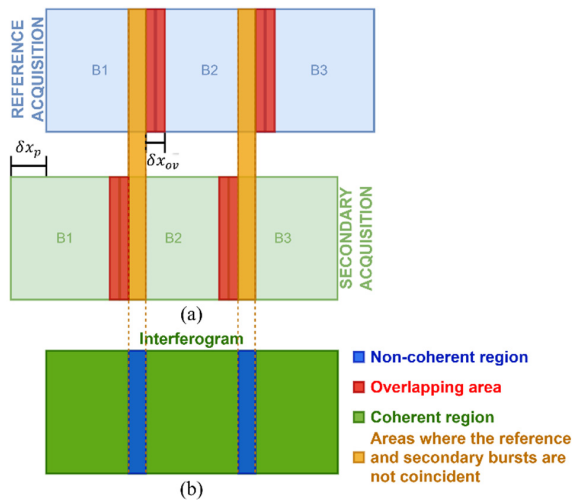 REFERENCE
ACQUISITION
B1
B2
B3
δx_p
δx_ov
B1
B2
B3
SECONDARY
ACQUISITION
(a)
Interferogram
Non-coherent region
Overlapping area
Coherent region
Areas where the reference
and secondary bursts are
not coincident
(b)